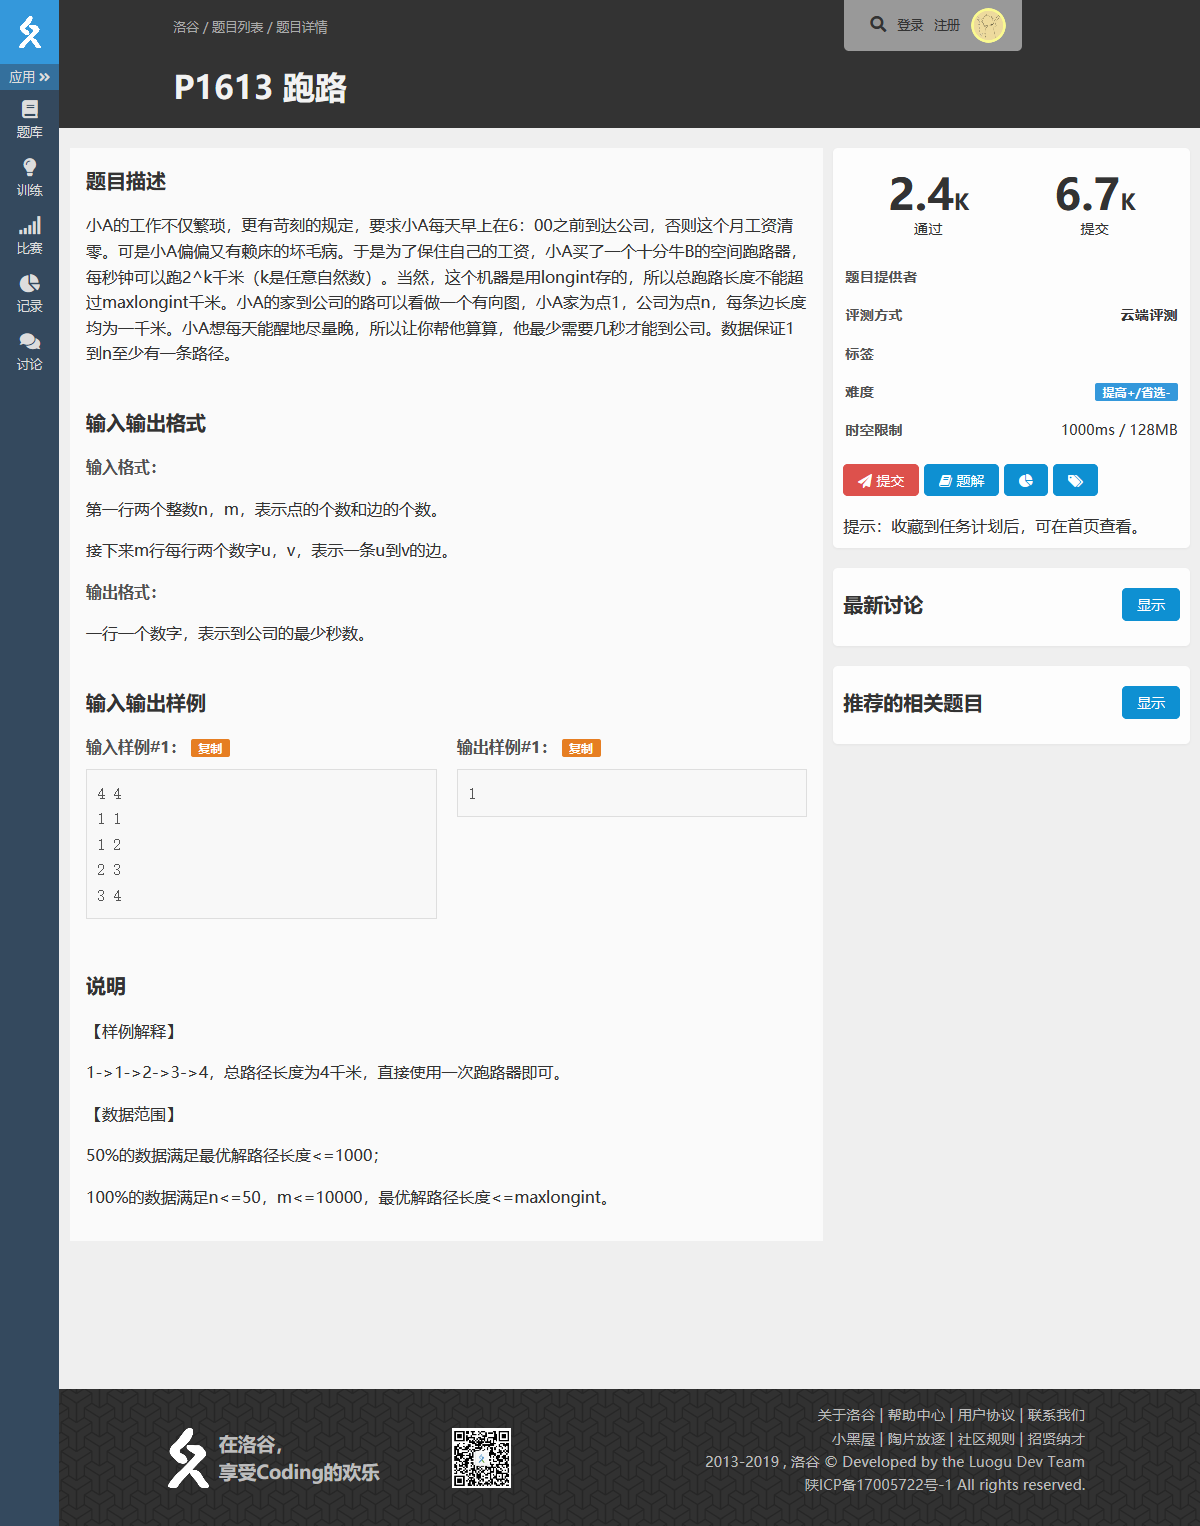 应用
题库
训练
比赛
记录
讨论
洛谷 / 题目列表 / 题目详情
登录 注册
P1613 跑路
题目描述
小A的工作不仅繁琐，更有苛刻的规定，要求小A每天早上在6：00之前到达公司，否则这个月工资清
零。可是小A偏偏又有赖床的坏毛病。于是为了保住自己的工资，小A买了一个十分牛B的空间跑路器，
每秒钟可以跑2^k千米（k是任意自然数）。当然，这个机器是用longint存的，所以总跑路长度不能超
过maxlongint千米。小A的家到公司的路可以看做一个有向图，小A家为点1，公司为点n，每条边长度
均为一千米。小A想每天能醒地尽量晚，所以让你帮他算算，他最少需要几秒才能到公司。数据保证1
到n至少有一条路径。
输入输出格式
输入格式：
第一行两个整数n，m，表示点的个数和边的个数。
接下来m行每行两个数字u，v，表示一条u到v的边。
输出格式：
一行一个数字，表示到公司的最少秒数。
输入输出样例
输入样例#1： 复制
4 4
1 1
1 2
2 3
3 4
输出样例#1： 复制
1
说明
【样例解释】
1->1->2->3->4，总路径长度为4千米，直接使用一次跑路器即可。
【数据范围】
50%的数据满足最优解路径长度<=1000；
100%的数据满足n<=50，m<=10000，最优解路径长度<=maxlongint。
2.4K
通过
6.7K
提交
题目提供者
评测方式 云端评测
标签
难度 提高+/省选-
时空限制 1000ms / 128MB
提交 题解
提示：收藏到任务计划后，可在首页查看。
最新讨论 显示
推荐的相关题目 显示
在洛谷，
享受Coding的欢乐
关于洛谷 | 帮助中心 | 用户协议 | 联系我们
小黑屋 | 陶片放逐 | 社区规则 | 招贤纳才
2013-2019 , 洛谷 © Developed by the Luogu Dev Team
陕ICP备17005722号-1 All rights reserved.